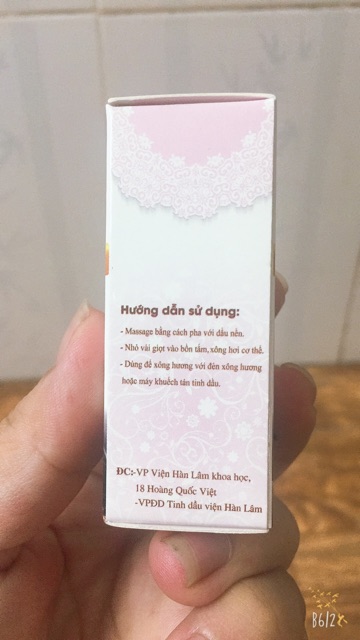 Hướng dẫn sử dụng:
- Massage bằng cách pha với dầu nền.
- Nhỏ vài giọt vào bồn tắm, xông hơi cơ thể.
- Dùng để xông hương với đèn xông hương
hoặc máy khuếch tán tinh dầu.
ĐC:-VP Viện Hàn Lâm khoa học,
18 Hoàng Quốc Việt
-VPĐD Tinh dầu viện Hàn Lâm
B612